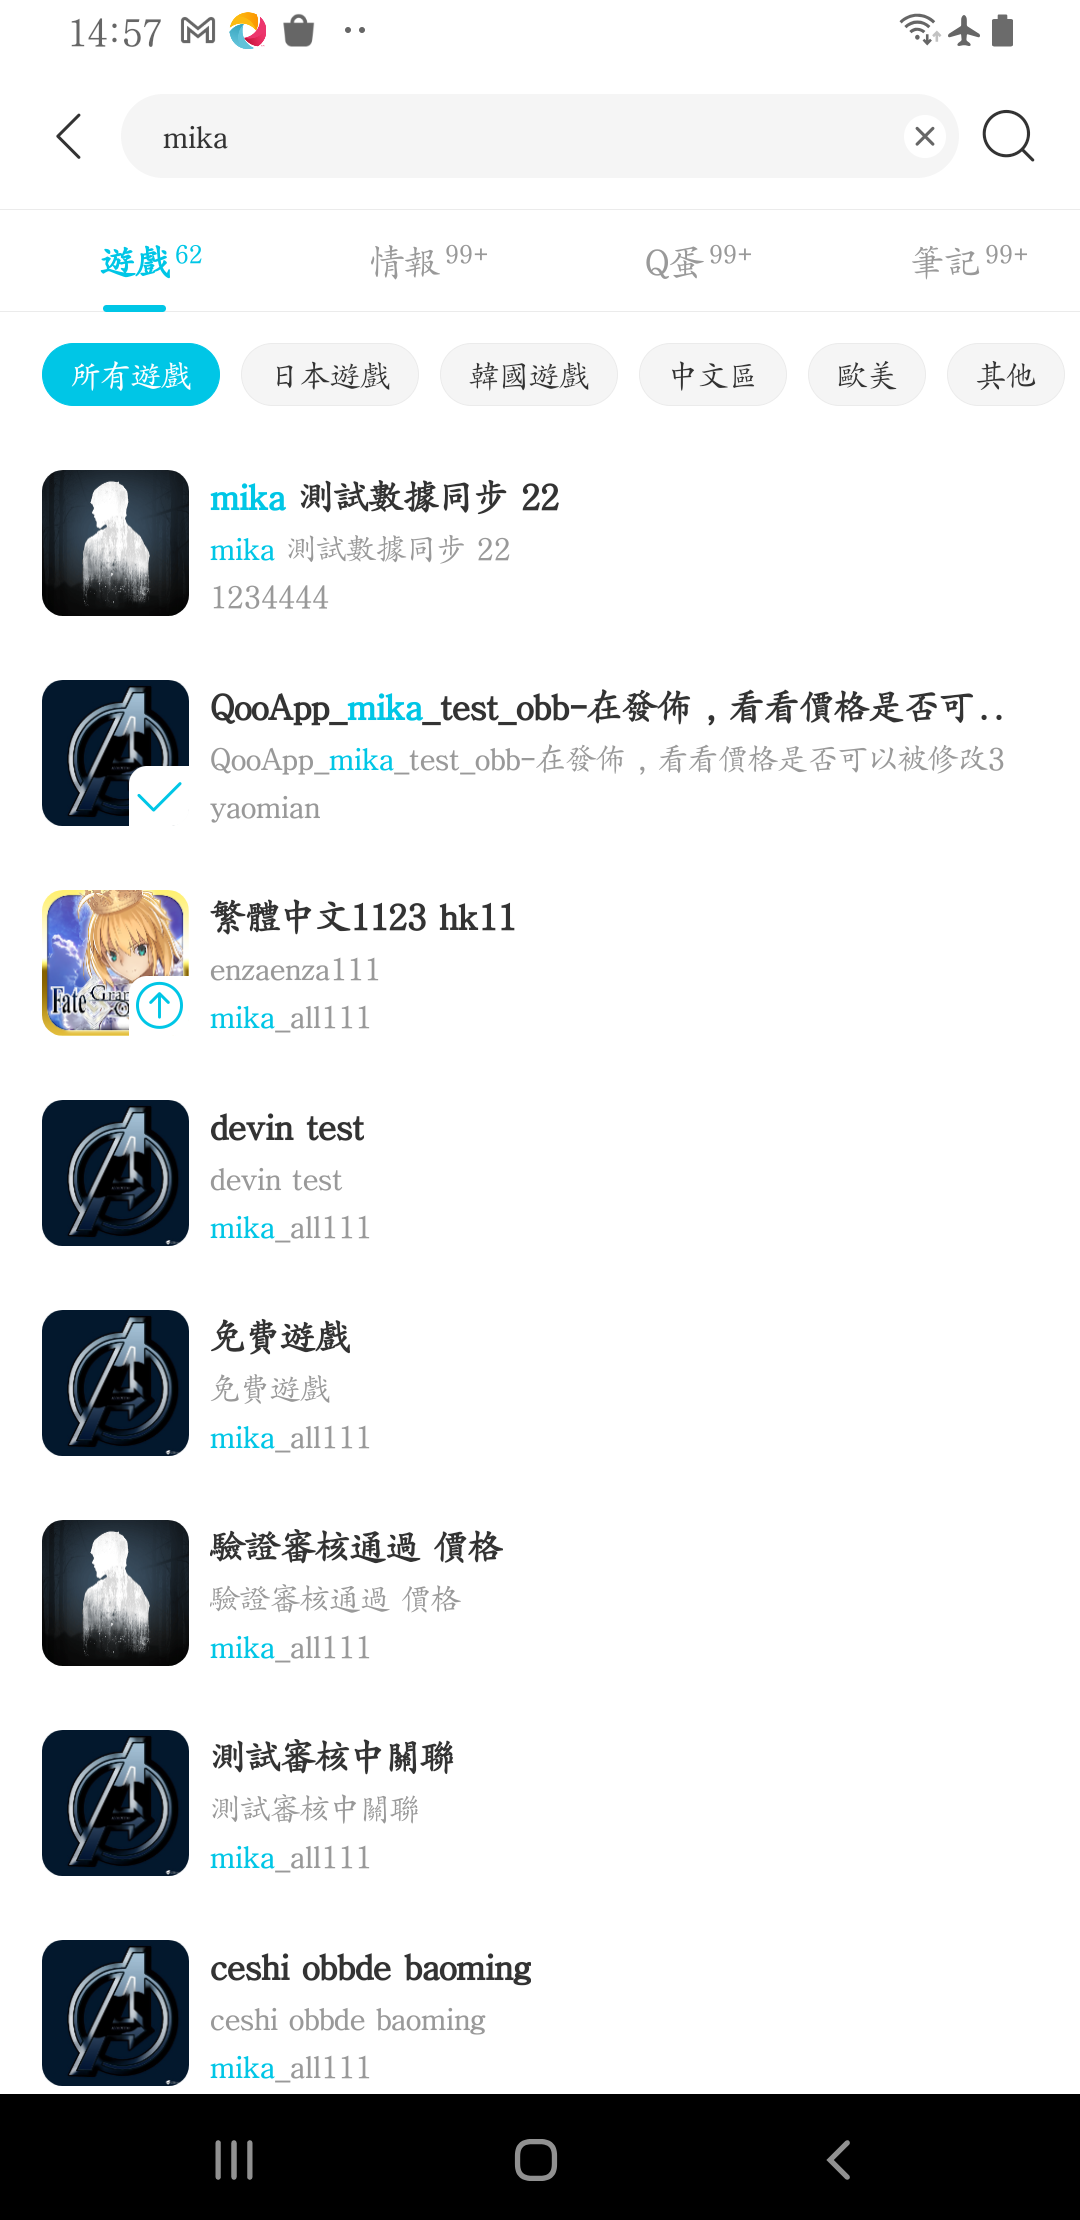 14:57
mika
遊戲 62 情報 99+ Q蛋 99+ 筆記 99+
所有遊戲 日本遊戲 韓國遊戲 中文區 歐美 其他
mika 測試數據同步 22
mika 測試數據同步 22
1234444
QooApp_mika_test_obb-在發佈，看看價格是否可..
QooApp_mika_test_obb-在發佈，看看價格是否可以被修改3
yaomian
繁體中文1123 hk11
enzaenza111
mika_all111
Fate
devin test
devin test
mika_all111
免費遊戲
免費遊戲
mika_all111
驗證審核通過 價格
驗證審核通過 價格
mika_all111
測試審核中關聯
測試審核中關聯
mika_all111
ceshi obbde baoming
ceshi obbde baoming
mika_all111